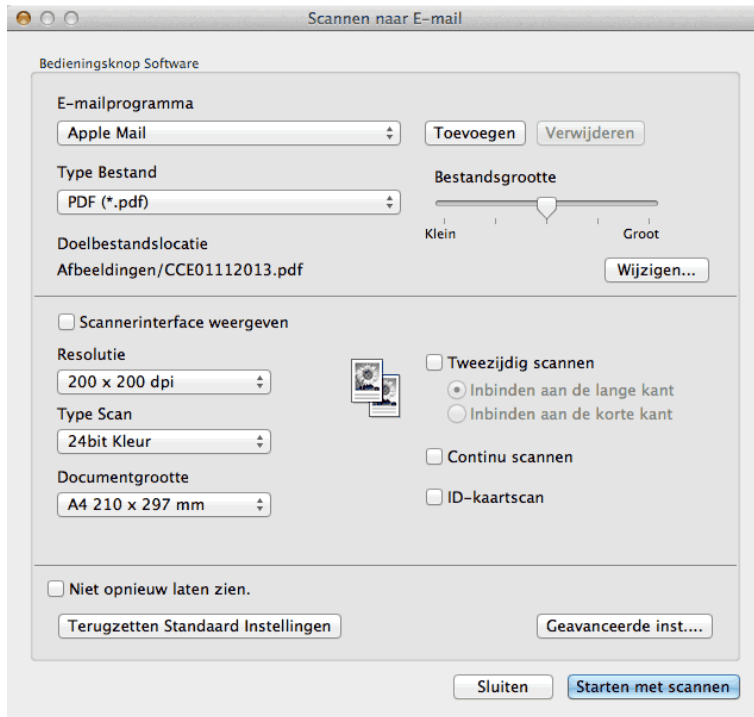 Scannen naar E-mail
Bedieningsknop Software
E-mailprogramma
Apple Mail
Toevoegen
Verwijderen
Type Bestand
PDF (*.pdf)
Bestandsgrootte
Klein
Groot
Doelbestandslocatie
Afbeeldingen/CCE01112013.pdf
Wijzigen...
Scannerinterface weergeven
Resolutie
200 x 200 dpi
Type Scan
24bit Kleur
Documentgrootte
A4 210 x 297 mm
Tweezijdig scannen
Inbinden aan de lange kant
Inbinden aan de korte kant
Continu scannen
ID-kaartscan
Niet opnieuw laten zien.
Terugzetten Standaard Instellingen
Geavanceerde inst....
Sluiten
Starten met scannen